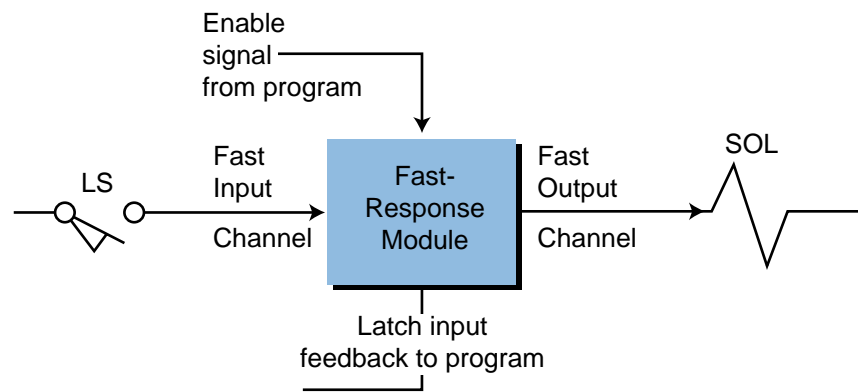 Enable
signal
from program
LS
Fast
Input
Channel
Fast-
Response
Module
Fast
Output
Channel
SOL
Latch input
feedback to program